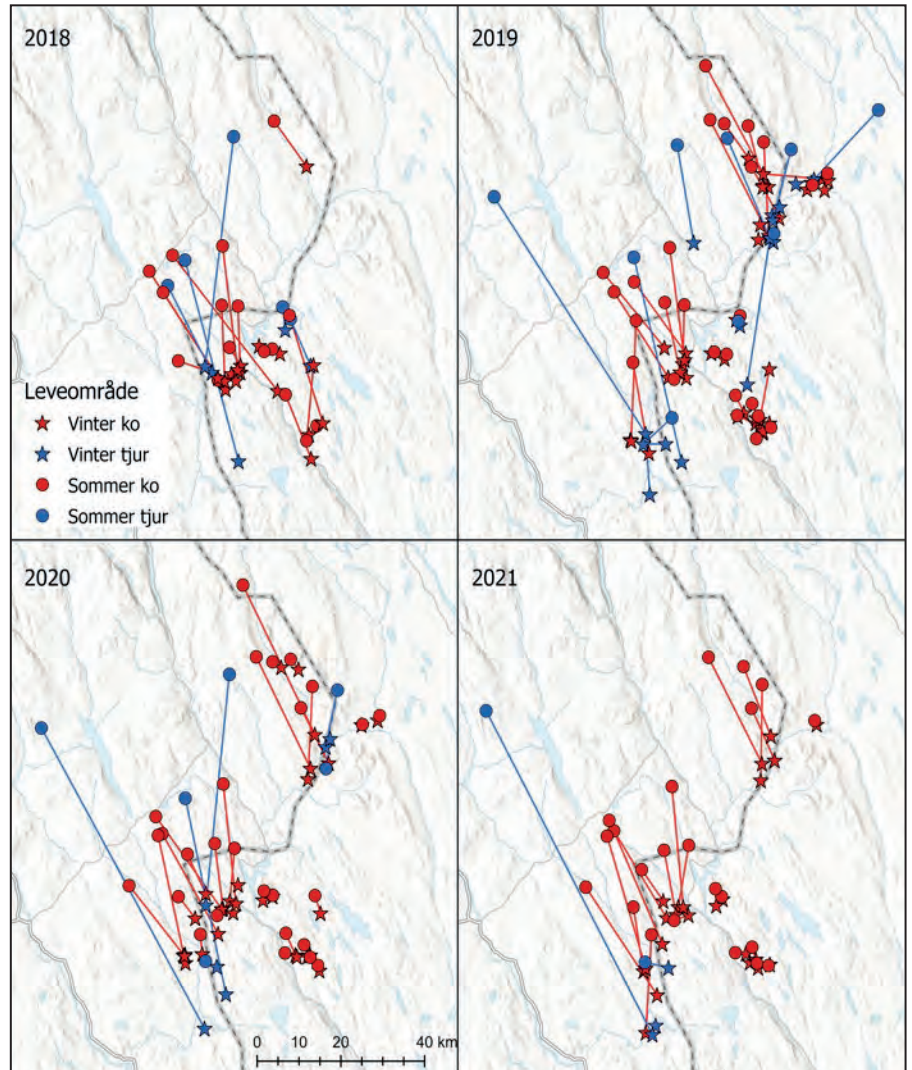 2018
2019
Leveområde
Vinter ko
Vinter tjur
Sommer ko
Sommer tjur
2020
2021
0 10 20 40 km